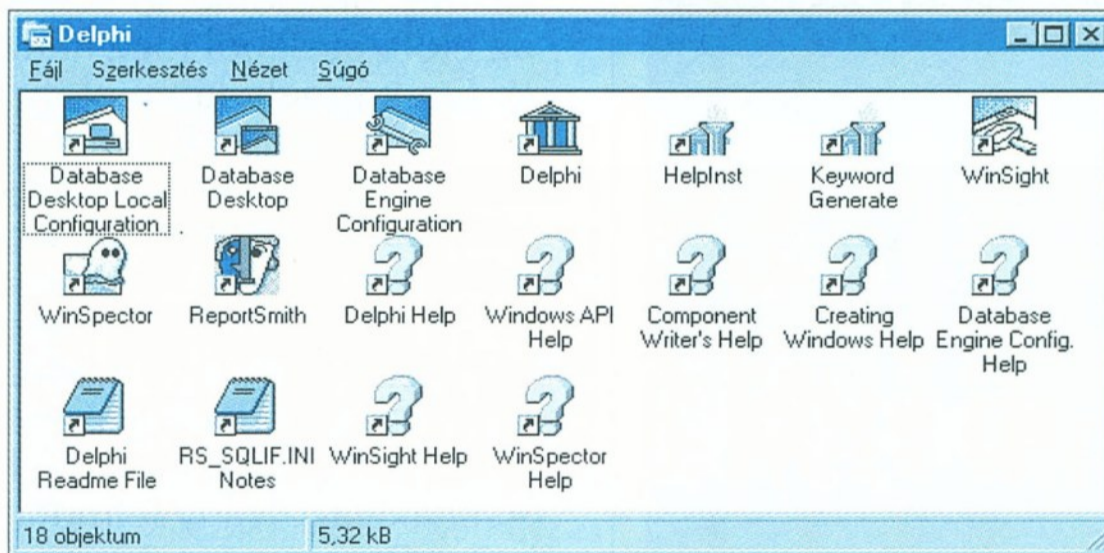 Delphi
Fájl Szerkesztés Nézet Súgó
Database Desktop Local Configuration
Database Desktop
Database Engine Configuration
Delphi
HelpInst
Keyword Generate
WinSight
WinSpector
ReportSmith
Delphi Help
Windows API Help
Component Writer's Help
Creating Windows Help
Database Engine Config. Help
Delphi Readme File
RS_SQLIF.INI Notes
WinSight Help
WinSpector Help
18 objektum 5,32 kB